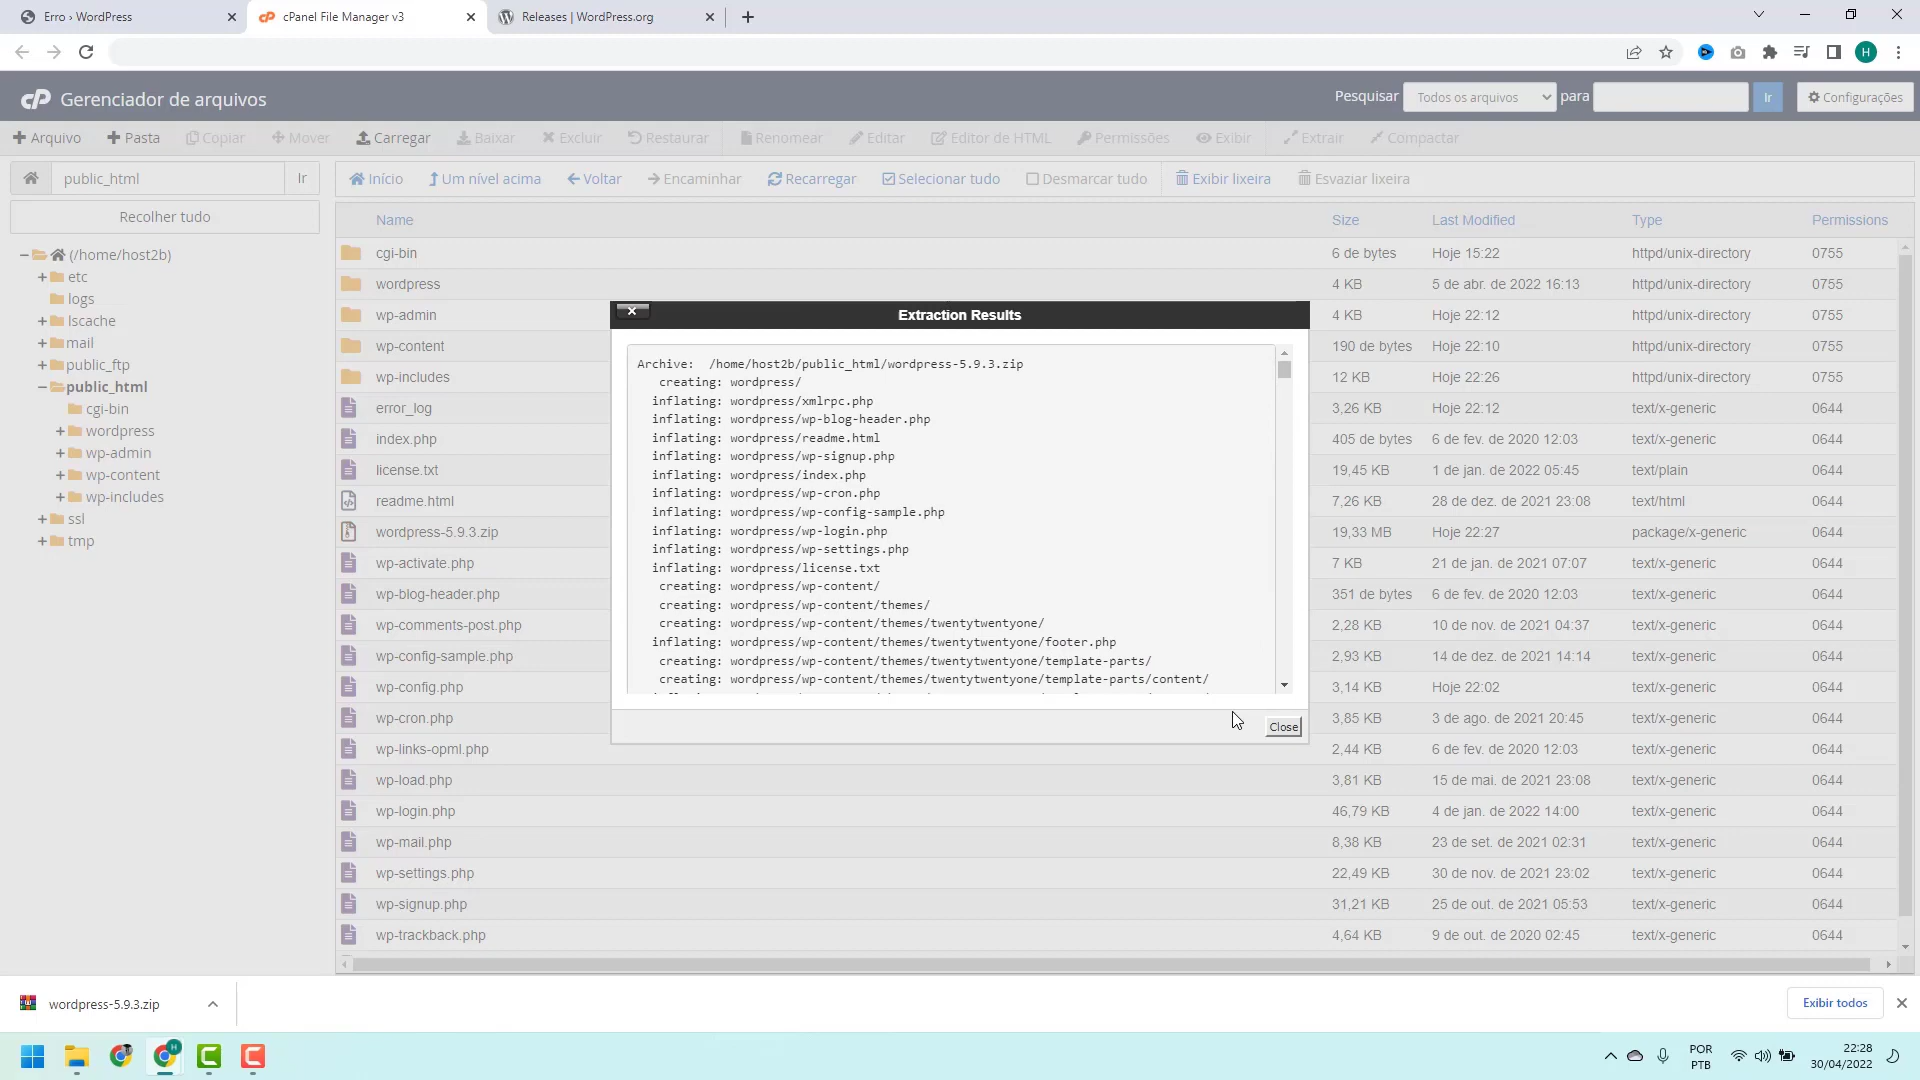 Erro › WordPress
cPanel File Manager v3
Releases | WordPress.org
H
cP Gerenciador de arquivos
Pesquisar
Todos os arquivos
para
Ir
Configurações
Arquivo
Pasta
Copiar
Mover
Carregar
Baixar
Excluir
Restaurar
Renomear
Editar
Editor de HTML
Permissões
Exibir
Extrair
Compactar
public_html
Ir
Início
Um nível acima
Voltar
Encaminhar
Recarregar
Selecionar tudo
Desmarcar tudo
Exibir lixeira
Esvaziar lixeira
Recolher tudo
(/home/host2b)
etc
logs
lscache
mail
public_ftp
public_html
cgi-bin
wordpress
wp-admin
wp-content
wp-includes
ssl
tmp
Name Size Last Modified Type Permissions
cgi-bin 6 de bytes Hoje 15:22 httpd/unix-directory 0755
wordpress 4 KB 5 de abr. de 2022 16:13 httpd/unix-directory 0755
wp-admin 4 KB Hoje 22:12 httpd/unix-directory 0755
wp-content 190 de bytes Hoje 22:10 httpd/unix-directory 0755
wp-includes 12 KB Hoje 22:26 httpd/unix-directory 0755
error_log 3,26 KB Hoje 22:12 text/x-generic 0644
index.php 405 de bytes 6 de fev. de 2020 12:03 text/x-generic 0644
license.txt 19,45 KB 1 de jan. de 2022 05:45 text/plain 0644
readme.html 7,26 KB 28 de dez. de 2021 23:08 text/html 0644
wordpress-5.9.3.zip 19,33 MB Hoje 22:27 package/x-generic 0644
wp-activate.php 7 KB 21 de jan. de 2021 07:07 text/x-generic 0644
wp-blog-header.php 351 de bytes 6 de fev. de 2020 12:03 text/x-generic 0644
wp-comments-post.php 2,28 KB 10 de nov. de 2021 04:37 text/x-generic 0644
wp-config-sample.php 2,93 KB 14 de dez. de 2021 14:14 text/x-generic 0644
wp-config.php 3,14 KB Hoje 22:02 text/x-generic 0644
wp-cron.php 3,85 KB 3 de ago. de 2021 20:45 text/x-generic 0644
wp-links-opml.php 2,44 KB 6 de fev. de 2020 12:03 text/x-generic 0644
wp-load.php 3,81 KB 15 de mai. de 2021 23:08 text/x-generic 0644
wp-login.php 46,79 KB 4 de jan. de 2022 14:00 text/x-generic 0644
wp-mail.php 8,38 KB 23 de set. de 2021 02:31 text/x-generic 0644
wp-settings.php 22,49 KB 30 de nov. de 2021 23:02 text/x-generic 0644
wp-signup.php 31,21 KB 25 de out. de 2021 05:53 text/x-generic 0644
wp-trackback.php 4,64 KB 9 de out. de 2020 02:45 text/x-generic 0644
Extraction Results
Archive: /home/host2b/public_html/wordpress-5.9.3.zip
creating: wordpress/
inflating: wordpress/xmlrpc.php
inflating: wordpress/wp-blog-header.php
inflating: wordpress/readme.html
inflating: wordpress/wp-signup.php
inflating: wordpress/index.php
inflating: wordpress/wp-cron.php
inflating: wordpress/wp-config-sample.php
inflating: wordpress/wp-login.php
inflating: wordpress/wp-settings.php
inflating: wordpress/license.txt
creating: wordpress/wp-content/
creating: wordpress/wp-content/themes/
creating: wordpress/wp-content/themes/twentytwentyone/
inflating: wordpress/wp-content/themes/twentytwentyone/footer.php
creating: wordpress/wp-content/themes/twentytwentyone/template-parts/
creating: wordpress/wp-content/themes/twentytwentyone/template-parts/content/
Close
wordpress-5.9.3.zip
Exibir todos
POR
PTB
22:28
30/04/2022